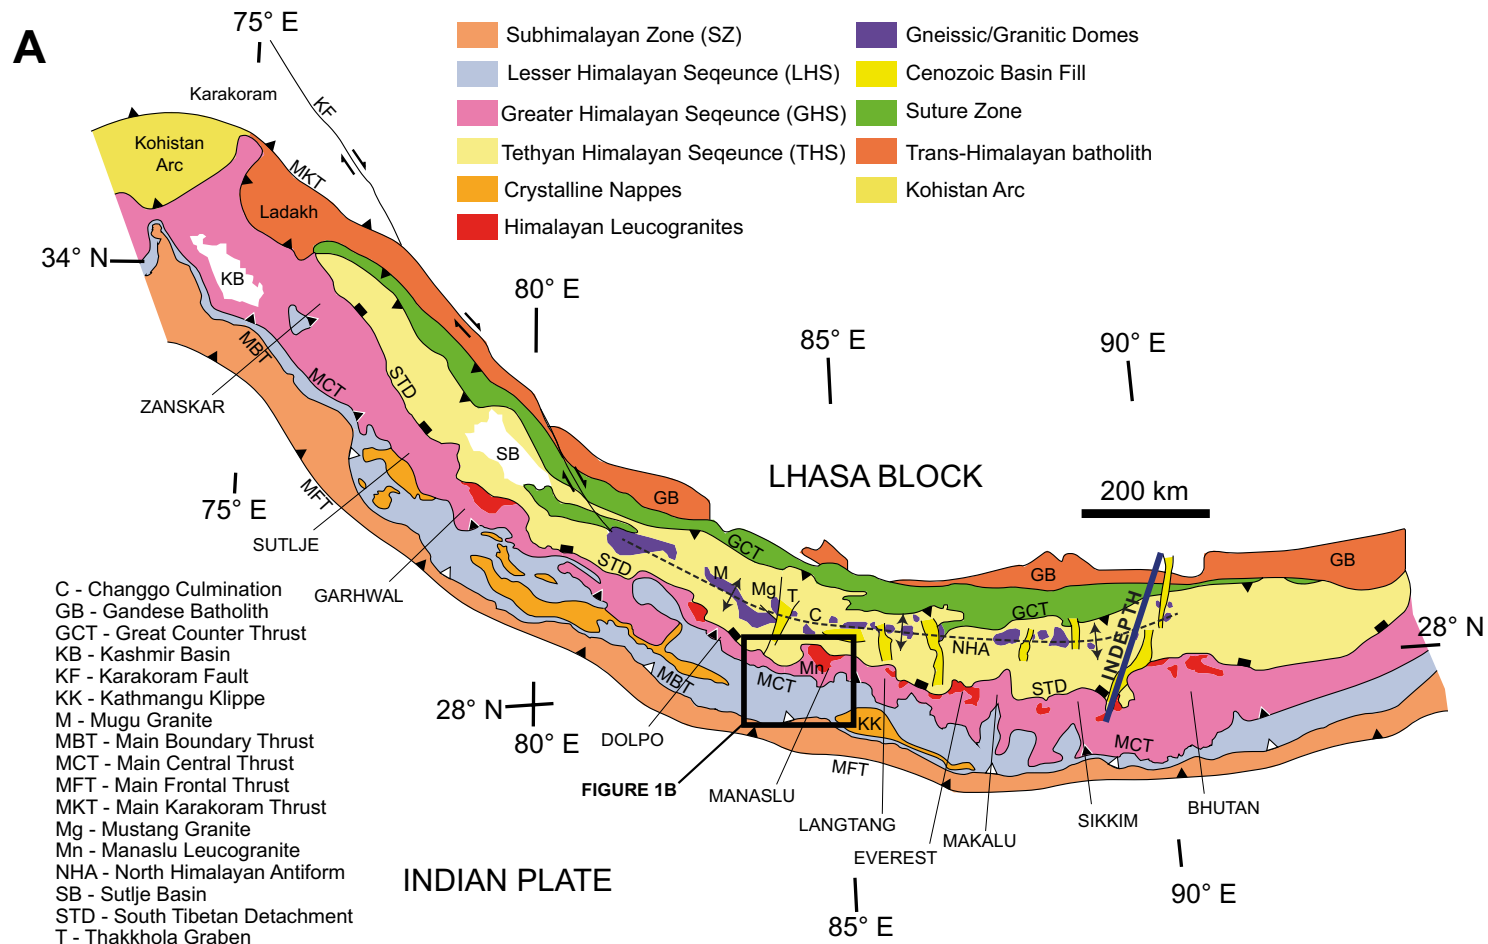 A
75° E
Karakoram
KF
Kohistan
Arc
MKT
Ladakh
34° N
KB
Subhimalayan Zone (SZ)
Lesser Himalayan Seqeunce (LHS)
Greater Himalayan Seqeunce (GHS)
Tethyan Himalayan Seqeunce (THS)
Crystalline Nappes
Himalayan Leucogranites
Gneissic/Granitic Domes
Cenozoic Basin Fill
Suture Zone
Trans-Himalayan batholith
Kohistan Arc
80° E
85° E
90° E
MBT
MCT
STD
ZANSKAR
SB
LHASA BLOCK
200 km
75° E
MFT
SUTLJE
GARHWAL
GB
GCT
STD
M
Mg
T
C
GB
GCT
NHA
INDEPTH
GB
28° N
STD
Mn
MCT
MBT
KK
MCT
28° N
80° E
DOLPO
MFT
FIGURE 1B
MANASLU
LANGTANG
EVEREST
MAKALU
SIKKIM
BHUTAN
85° E
90° E
INDIAN PLATE
C - Changgo Culmination
GB - Gandese Batholith
GCT - Great Counter Thrust
KB - Kashmir Basin
KF - Karakoram Fault
KK - Kathmangu Klippe
M - Mugu Granite
MBT - Main Boundary Thrust
MCT - Main Central Thrust
MFT - Main Frontal Thrust
MKT - Main Karakoram Thrust
Mg - Mustang Granite
Mn - Manaslu Leucogranite
NHA - North Himalayan Antiform
SB - Sutlje Basin
STD - South Tibetan Detachment
T - Thakkhola Graben